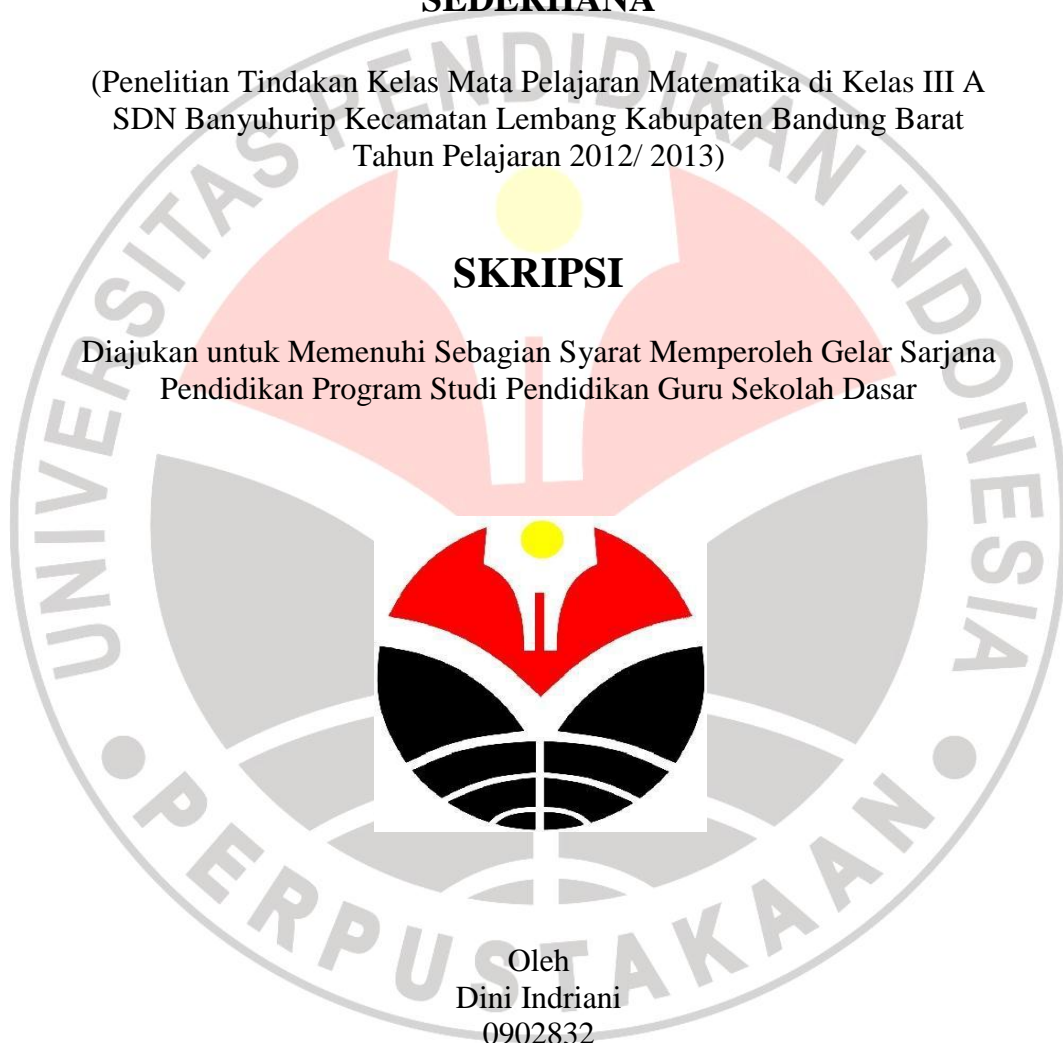 SEDERHANA
(Penelitian Tindakan Kelas Mata Pelajaran Matematika di Kelas III A
SDN Banyuhurip Kecamatan Lembang Kabupaten Bandung Barat
Tahun Pelajaran 2012/ 2013)
SKRIPSI
Diajukan untuk Memenuhi Sebagian Syarat Memperoleh Gelar Sarjana
Pendidikan Program Studi Pendidikan Guru Sekolah Dasar
UNIVERSITAS PENDIDIKAN INDONESIA
PERPUSTAKAAN
Oleh
Dini Indriani
0902832